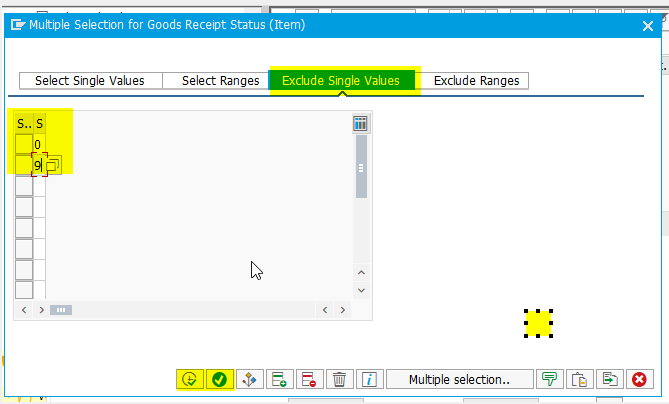 Multiple Selection for Goods Receipt Status (Item)
Select Single Values
Select Ranges
Exclude Single Values
Exclude Ranges
S.. S
0
9
Multiple selection..